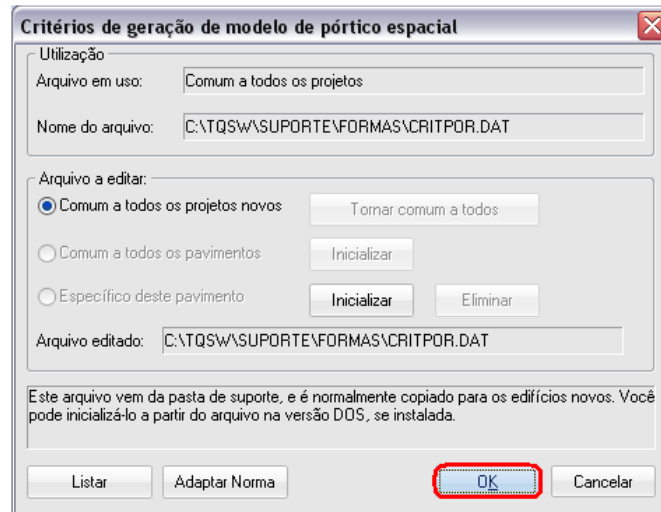 Critérios de geração de modelo de pórtico espacial
Utilização
Arquivo em uso: Comum a todos os projetos
Nome do arquivo: C:\TQSW\SUPORTE\FORMAS\CRITPOR.DAT
Arquivo a editar:
Comum a todos os projetos novos Tornar comum a todos
Comum a todos os pavimentos Inicializar
Específico deste pavimento Inicializar Eliminar
Arquivo editado: C:\TQSW\SUPORTE\FORMAS\CRITPOR.DAT
Este arquivo vem da pasta de suporte, e é normalmente copiado para os edifícios novos. Você
pode inicializá-lo a partir do arquivo na versão DOS, se instalada.
Listar Adaptar Norma OK Cancelar